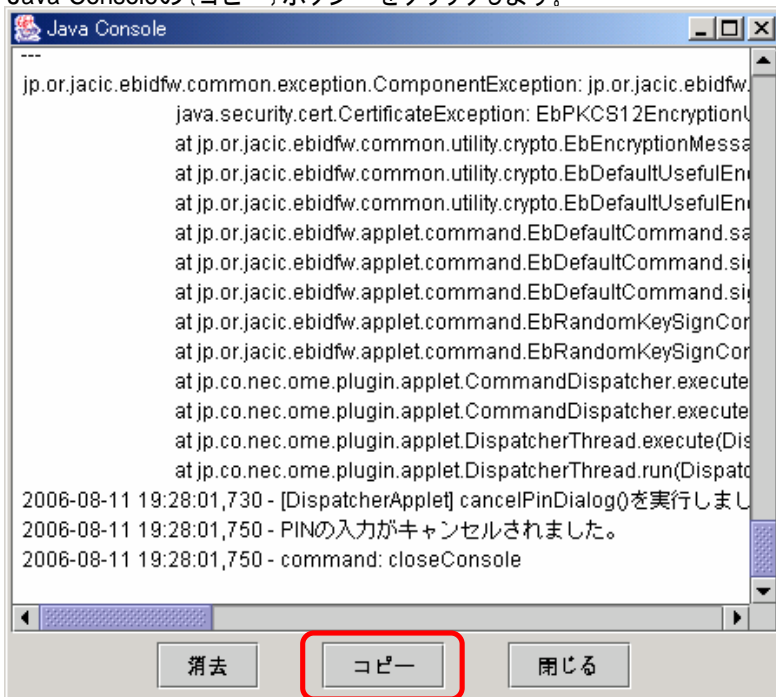 Java Consoleの[コピー]ボタン をクリックします。
Java Console
---
jp.or.jacic.ebidfw.common.exception.ComponentException: jp.or.jacic.ebidfw.
java.security.cert.CertificateException: EbPKCS12Encryption
at jp.or.jacic.ebidfw.common.utility.crypto.EbEncryptionMessa
at jp.or.jacic.ebidfw.common.utility.crypto.EbDefaultUsefulEn
at jp.or.jacic.ebidfw.common.utility.crypto.EbDefaultUsefulEn
at jp.or.jacic.ebidfw.applet.command.EbDefaultCommand.sa
at jp.or.jacic.ebidfw.applet.command.EbDefaultCommand.si
at jp.or.jacic.ebidfw.applet.command.EbDefaultCommand.si
at jp.or.jacic.ebidfw.applet.command.EbRandomKeySignCor
at jp.or.jacic.ebidfw.applet.command.EbRandomKeySignCor
at jp.co.nec.ome.plugin.applet.CommandDispatcher.execute
at jp.co.nec.ome.plugin.applet.CommandDispatcher.execute
at jp.co.nec.ome.plugin.applet.DispatcherThread.execute(Dis
at jp.co.nec.ome.plugin.applet.DispatcherThread.run(Dispatc
2006-08-11 19:28:01,730 - [DispatcherApplet] cancelPinDialog()を実行しまし
2006-08-11 19:28:01,750 - PINの入力がキャンセルされました。
2006-08-11 19:28:01,750 - command: closeConsole
消去 コピー 閉じる